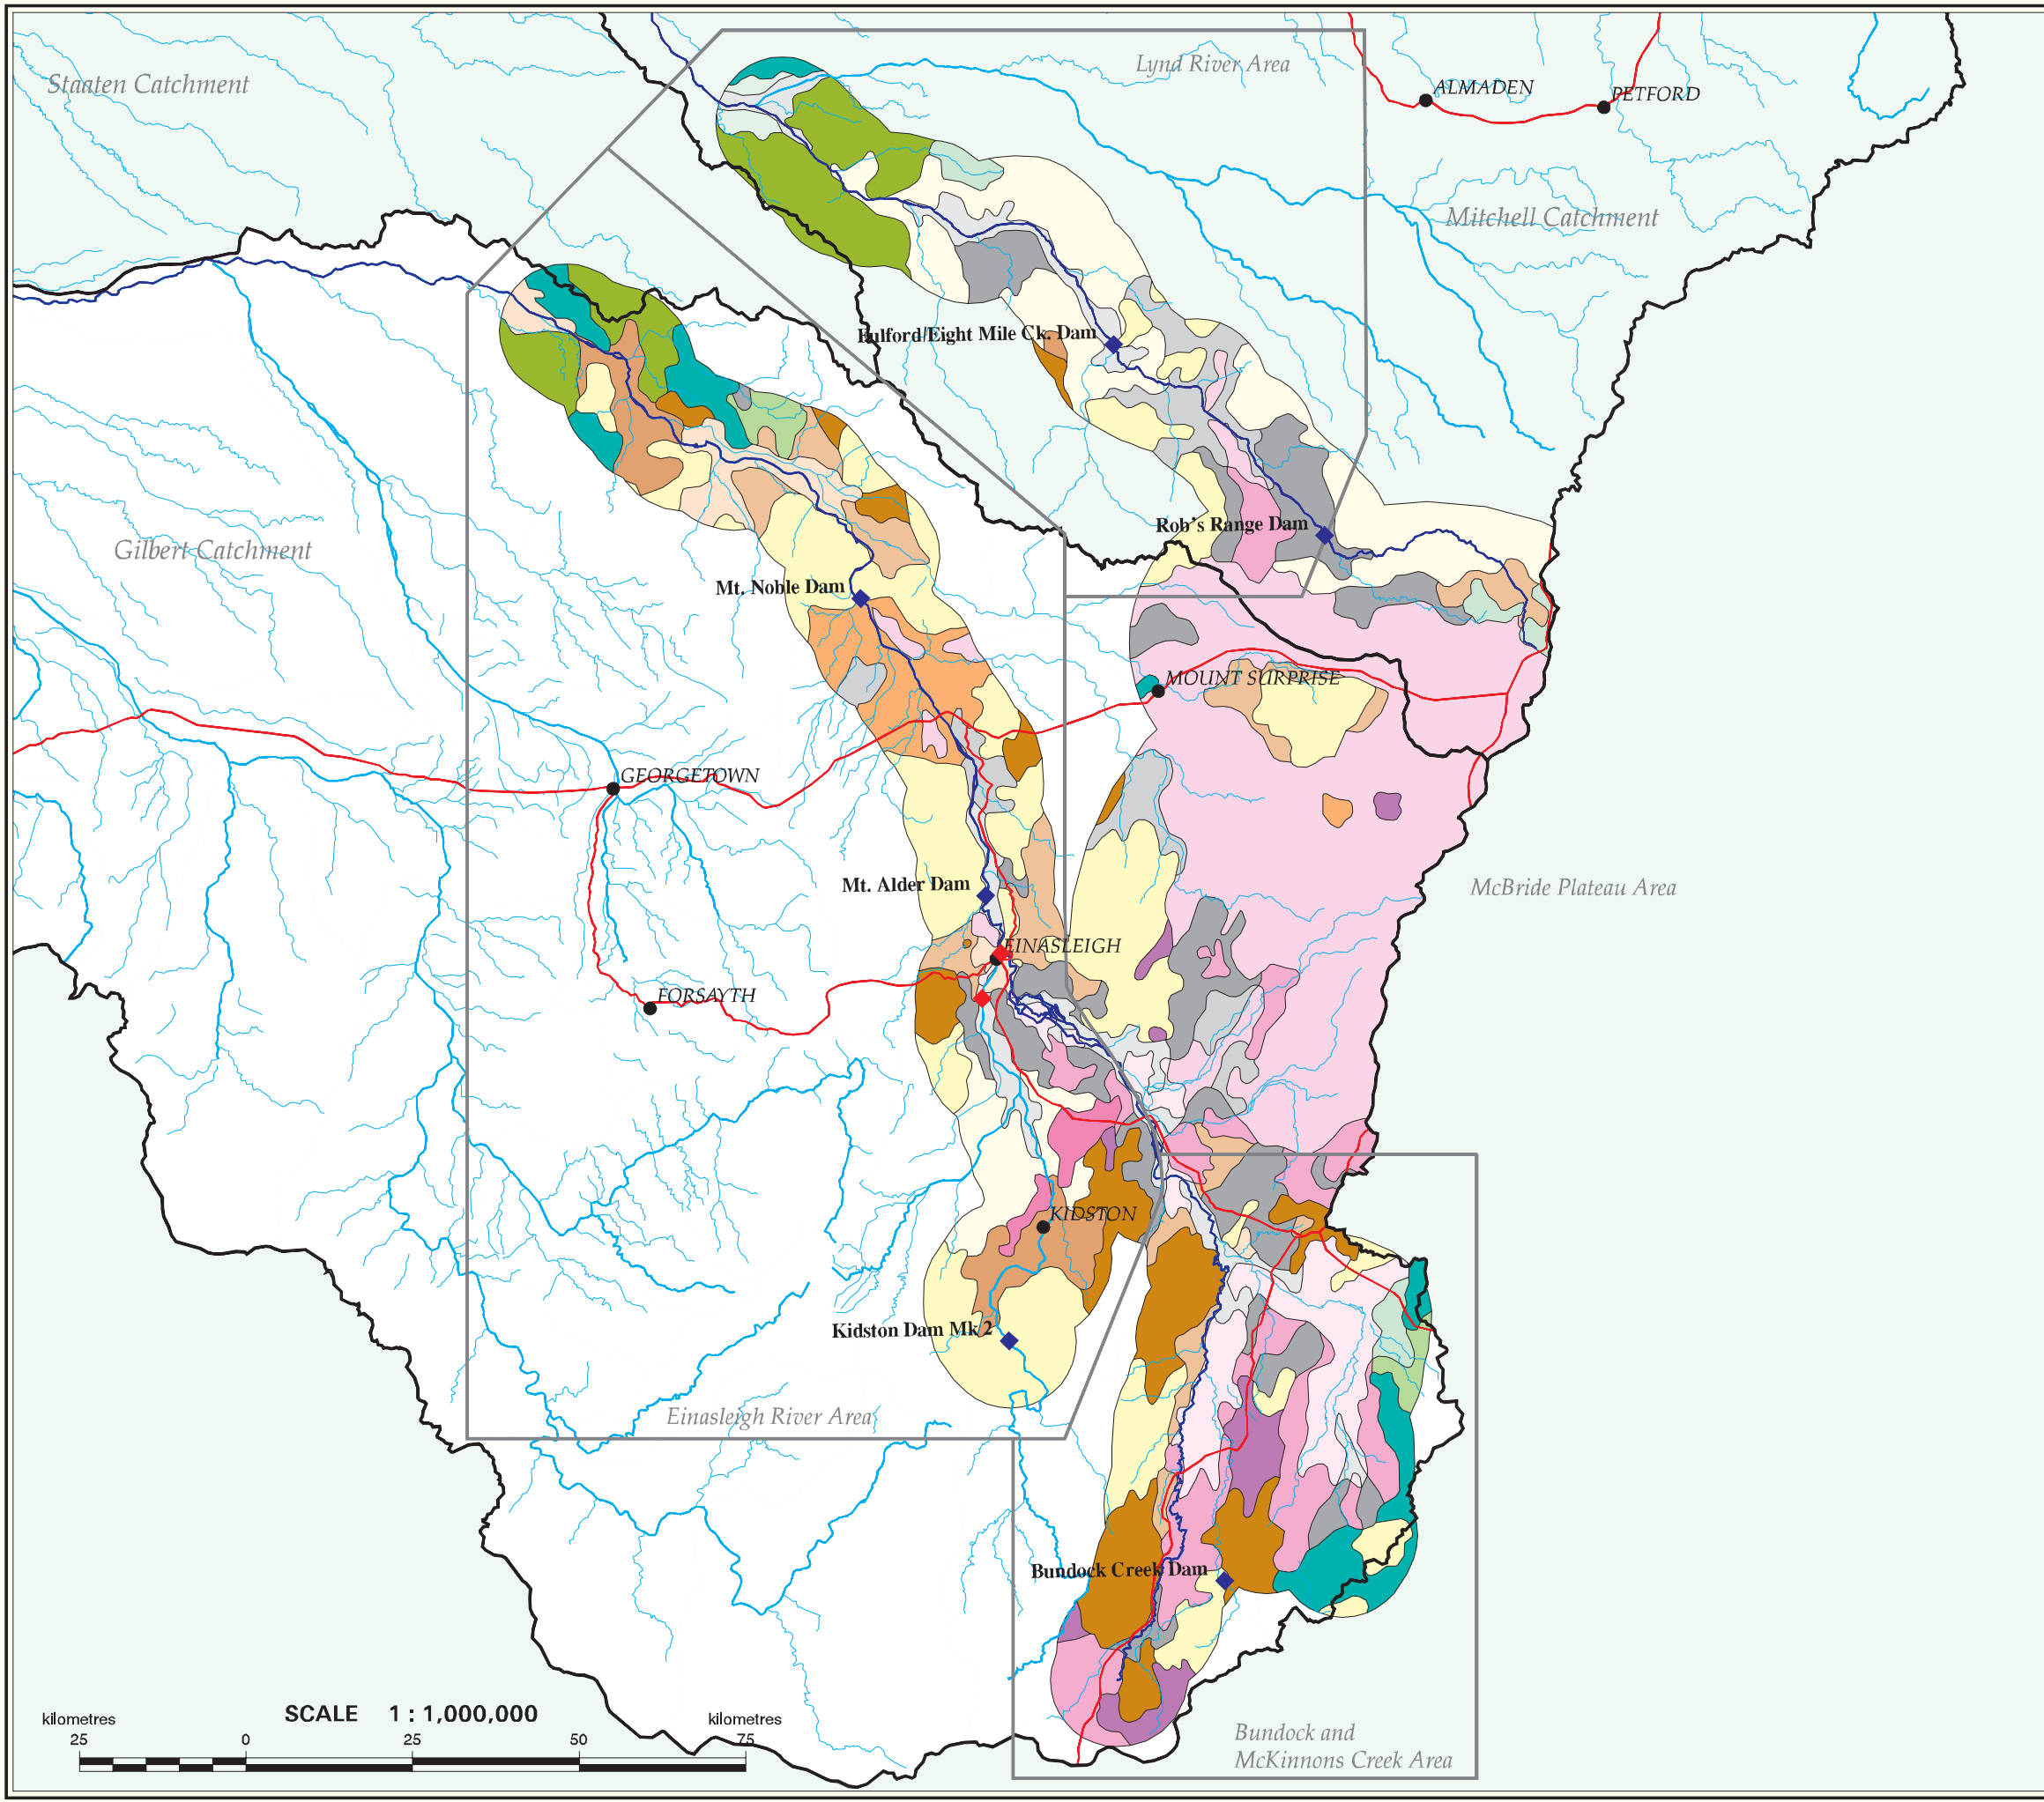 Lynd River Area
Staaten Catchment
ALMADEN
PETFORD
Mitchell Catchment
Fulford/Eight Mile Ck. Dam
Rob's Range Dam
Gilbert Catchment
Mt. Noble Dam
MOUNT SURPRISE
GEORGETOWN
Mt. Alder Dam
McBride Plateau Area
EINASLEIGH
FORSAYTH
KIDSTON
Kidston Dam Mk 2
Einasleigh River Area
Bundock Creek Dam
SCALE 1 : 1,000,000
kilometres kilometres
25 0 25 50 75
Bundock and
McKinnons Creek Area